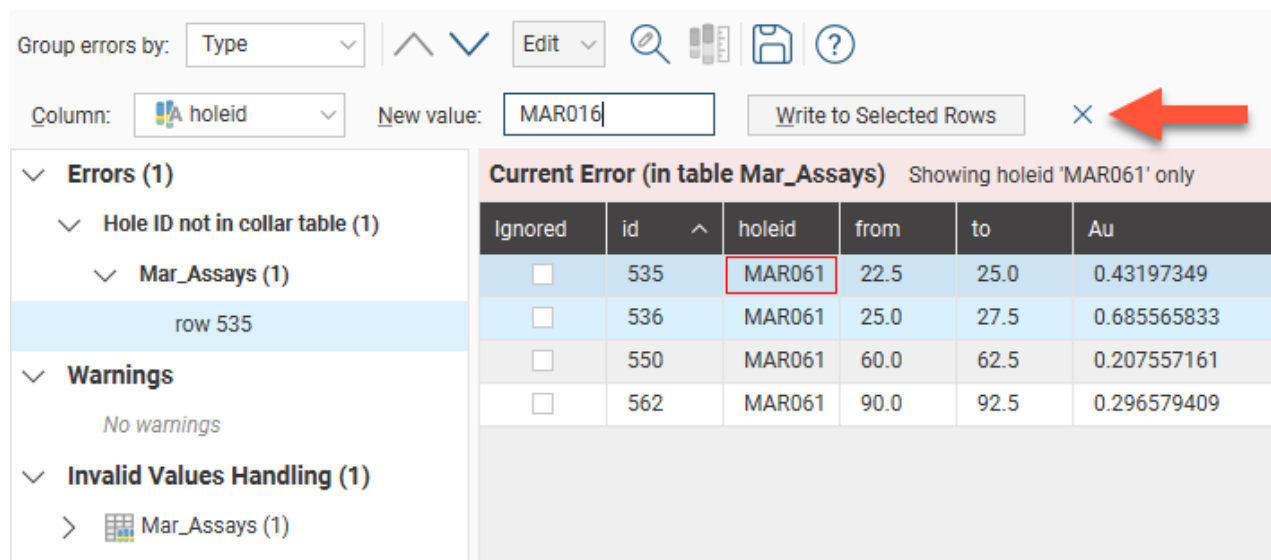 Group errors by: Type Edit ?
Column: A holeid New value: MAR016 Write to Selected Rows
Errors (1)
Hole ID not in collar table (1)
Mar_Assays (1)
row 535
Warnings
No warnings
Invalid Values Handling (1)
Mar_Assays (1)
Current Error (in table Mar_Assays) Showing holeid 'MAR061' only
Ignored id holeid from to Au
535 MAR061 22.5 25.0 0.43197349
536 MAR061 25.0 27.5 0.685565833
550 MAR061 60.0 62.5 0.207557161
562 MAR061 90.0 92.5 0.296579409